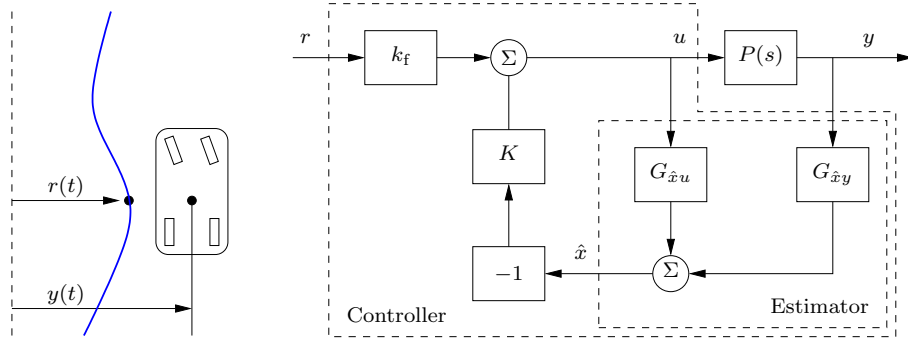 r(t)
y(t)
r
k_f
Σ
u
P(s)
y
K
G_{x̂u}
G_{x̂y}
x̂
−1
Σ
Controller
Estimator